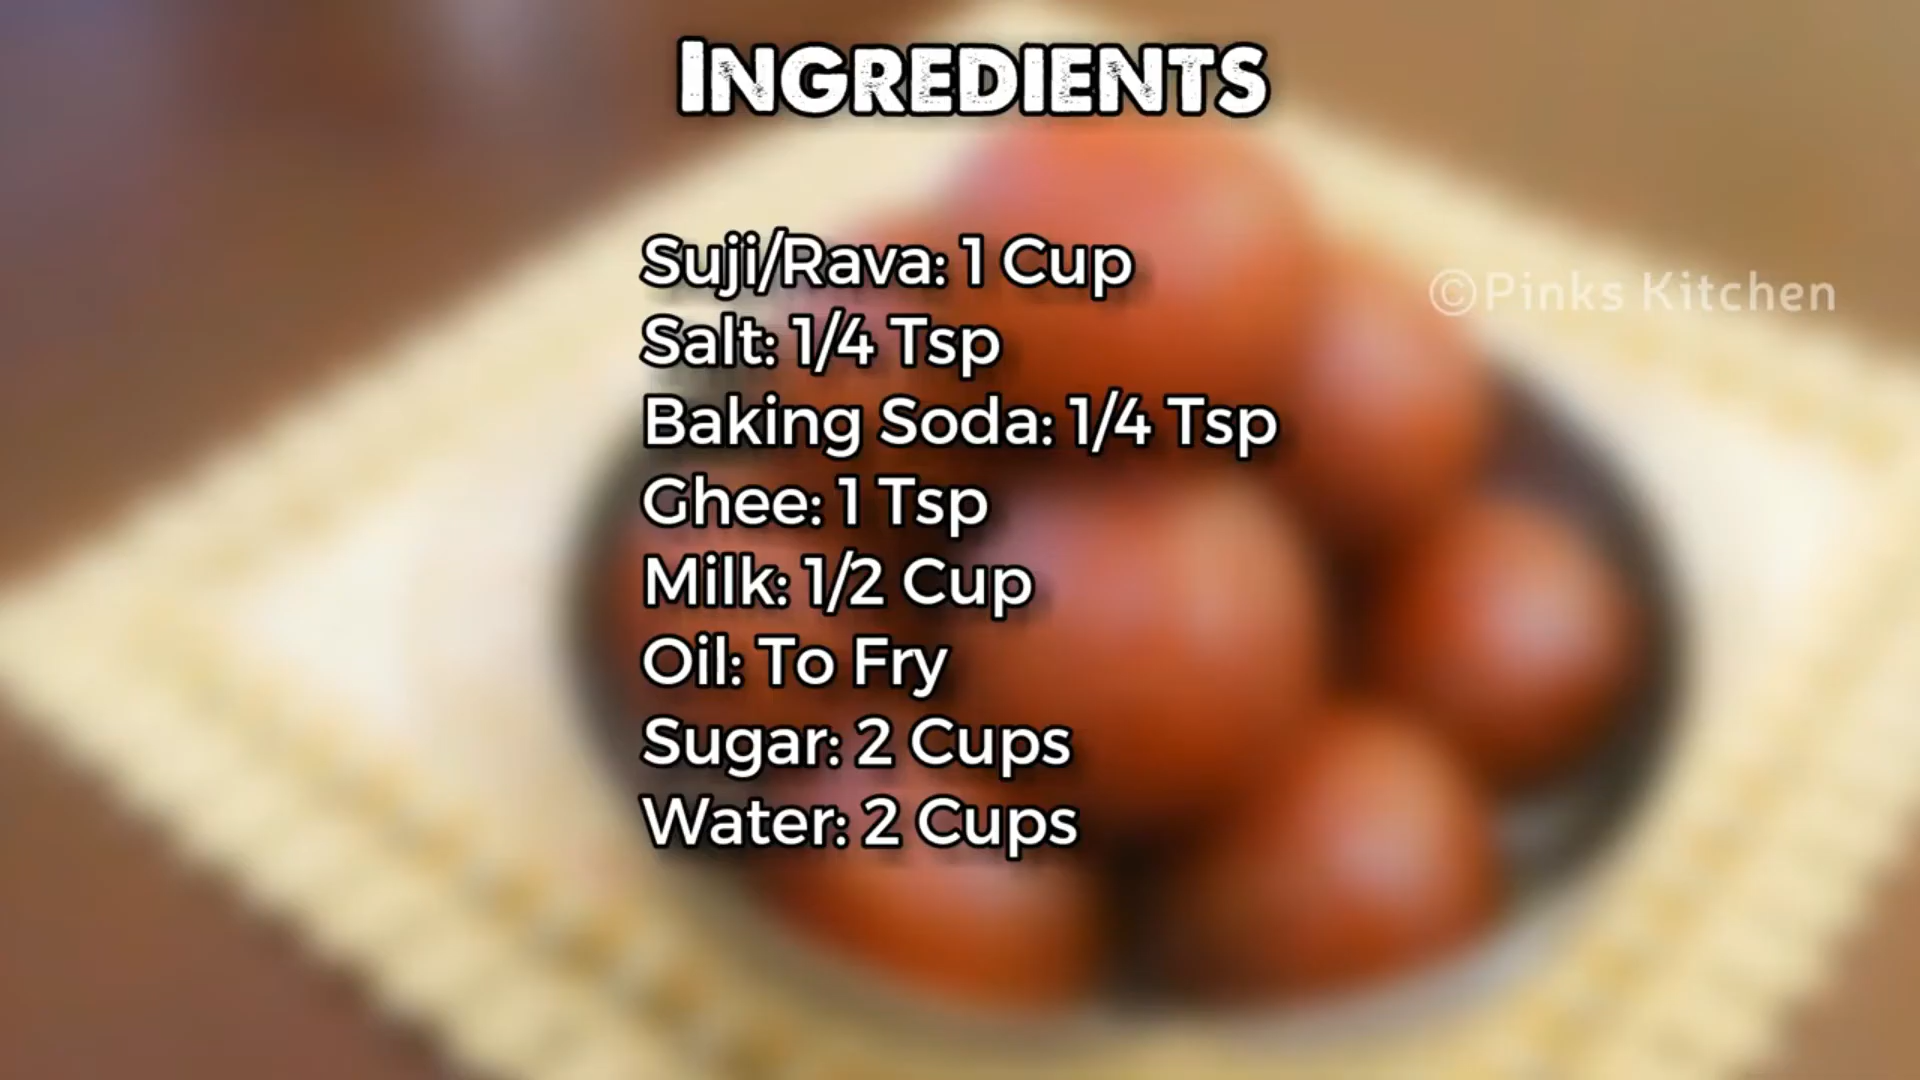 INGREDIENTS
Suji/Rava: 1 Cup
©Pinks Kitchen
Salt: 1/4 Tsp
Baking Soda: 1/4 Tsp
Ghee: 1 Tsp
Milk: 1/2 Cup
Oil: To Fry
Sugar: 2 Cups
Water: 2 Cups